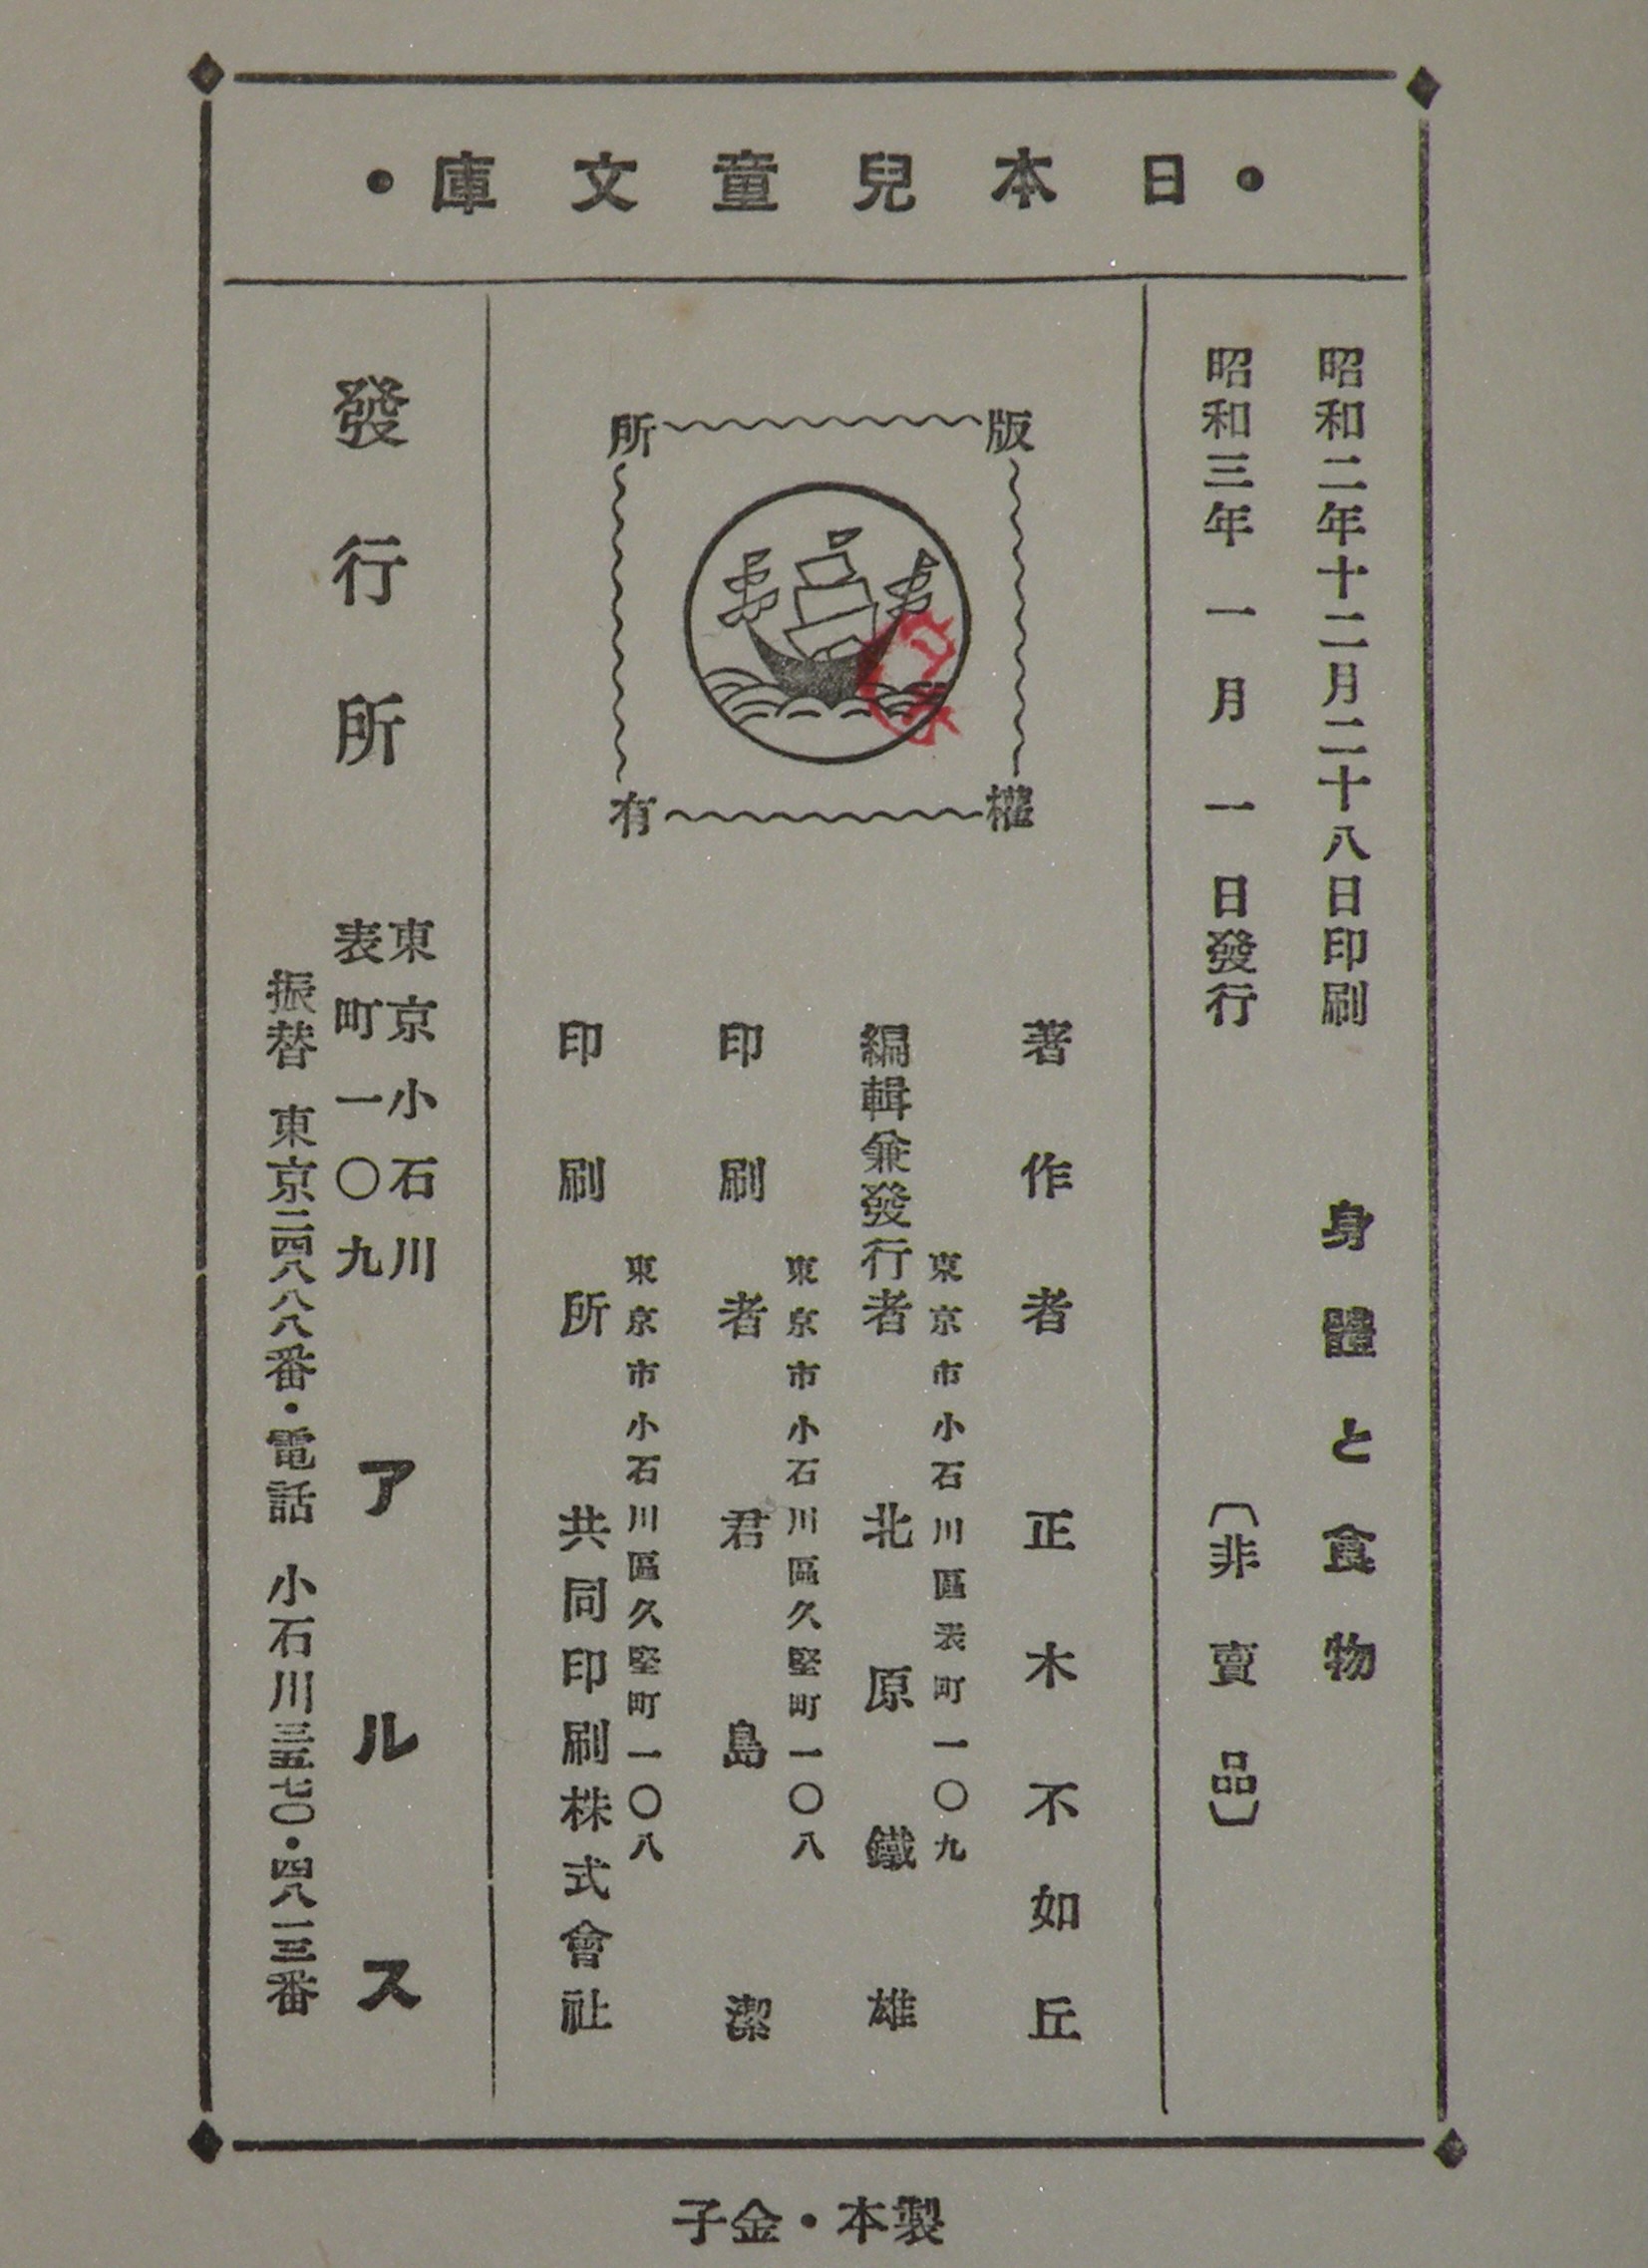 ・日本兒童文庫・
昭和二年十二月二十八日印刷
昭和三年一月一日發行
身體と食物
〔非賣品〕
版權所有
著作者 正木不如丘
東京市小石川區表町一〇九
編輯兼發行者 北原鐵雄
東京市小石川區久堅町一〇八
印刷者 君島潔
東京市小石川區久堅町一〇八
印刷所 共同印刷株式會社
發行所
東京小石川
表町一〇九
アルス
振替 東京二四八八八番・電話 小石川三五七〇・四八一三番
製本・金子